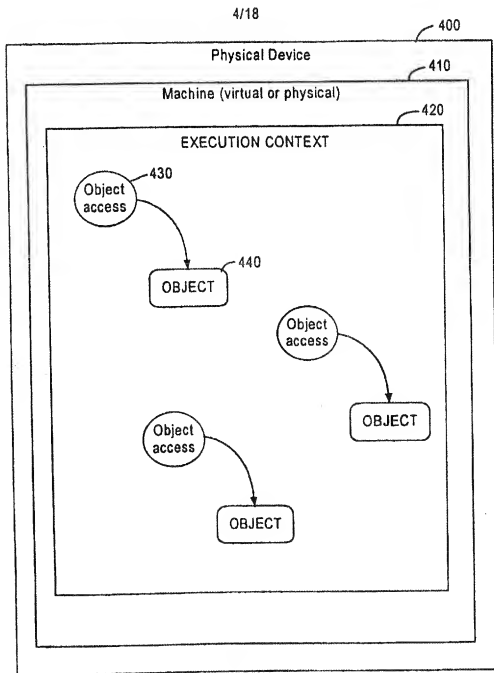 4/18
400
Physical Device
410
Machine (virtual or physical)
420
EXECUTION CONTEXT
430
Object
access
440
OBJECT
Object
access
OBJECT
Object
access
OBJECT